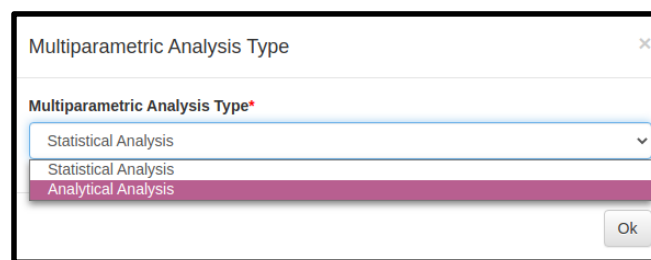 Multiparametric Analysis Type ×
Multiparametric Analysis Type*
Statistical Analysis
Statistical Analysis
Analytical Analysis
Ok